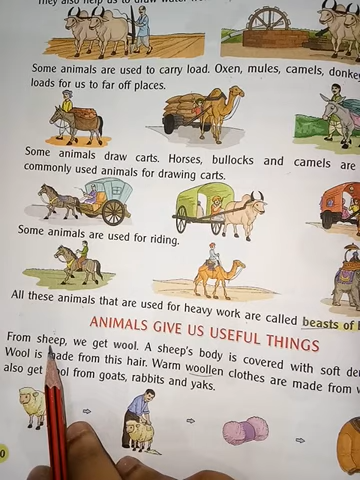 They also help us to draw water
Some animals are used to carry load. Oxen, mules, camels,
loads for us to far off places.
Some animals draw carts. Horses, bullocks and camels are
commonly used animals for drawing carts.
Some animals are used for riding.
All these animals that are used for heavy work are called beasts of
ANIMALS GIVE US USEFUL THINGS
From sheep, we get wool. A sheep's body is covered with soft
Wool is made from this hair. Warm woollen clothes are made from
also get wool from goats, rabbits and yaks.
0